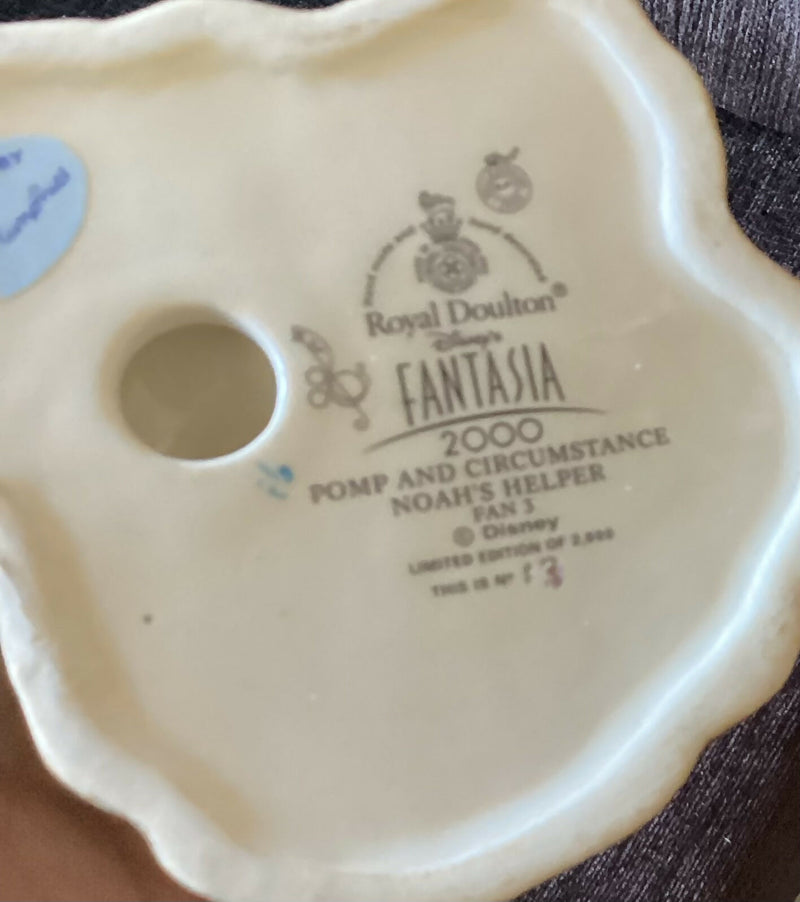 Royal Doulton®
Disney's
FANTASIA
2000
POMP AND CIRCUMSTANCE
NOAH'S HELPER
FAN 3
© Disney
LIMITED EDITION OF 2,000
THIS IS Nº 13